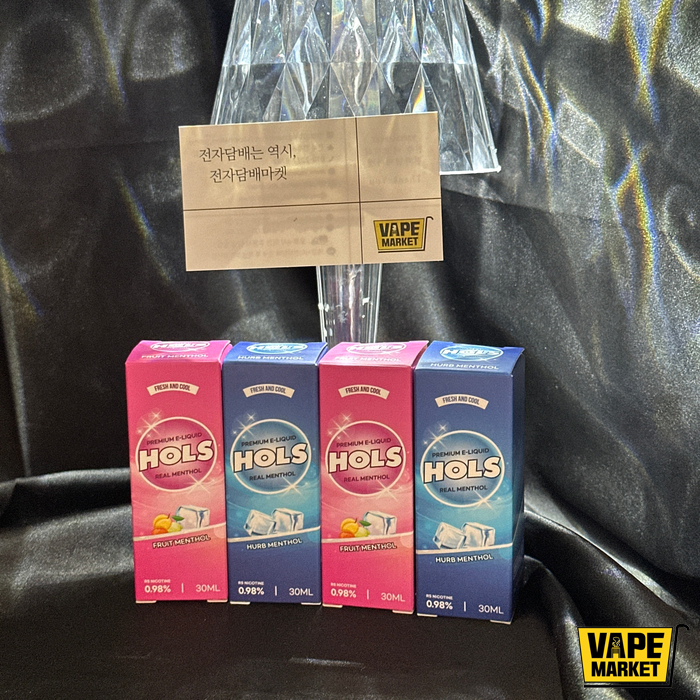 전자담배는 역시,
전자담배마켓
VAPE
MARKET
HOLS
FRUIT MENTHOL
FRESH AND COOL
PREMIUM E-LIQUID
HOLS
REAL MENTHOL
FRUIT MENTHOL
RS NICOTINE
0.98% | 30ML
HOLS
HURB MENTHOL
FRESH AND COOL
PREMIUM E-LIQUID
HOLS
REAL MENTHOL
HURB MENTHOL
RS NICOTINE
0.98% | 30ML
HOLS
FRUIT MENTHOL
FRESH AND COOL
PREMIUM E-LIQUID
HOLS
REAL MENTHOL
FRUIT MENTHOL
RS NICOTINE
0.98% | 30ML
HOLS
HURB MENTHOL
FRESH AND COOL
PREMIUM E-LIQUID
HOLS
REAL MENTHOL
HURB MENTHOL
RS NICOTINE
0.98% | 30ML
VAPE
MARKET